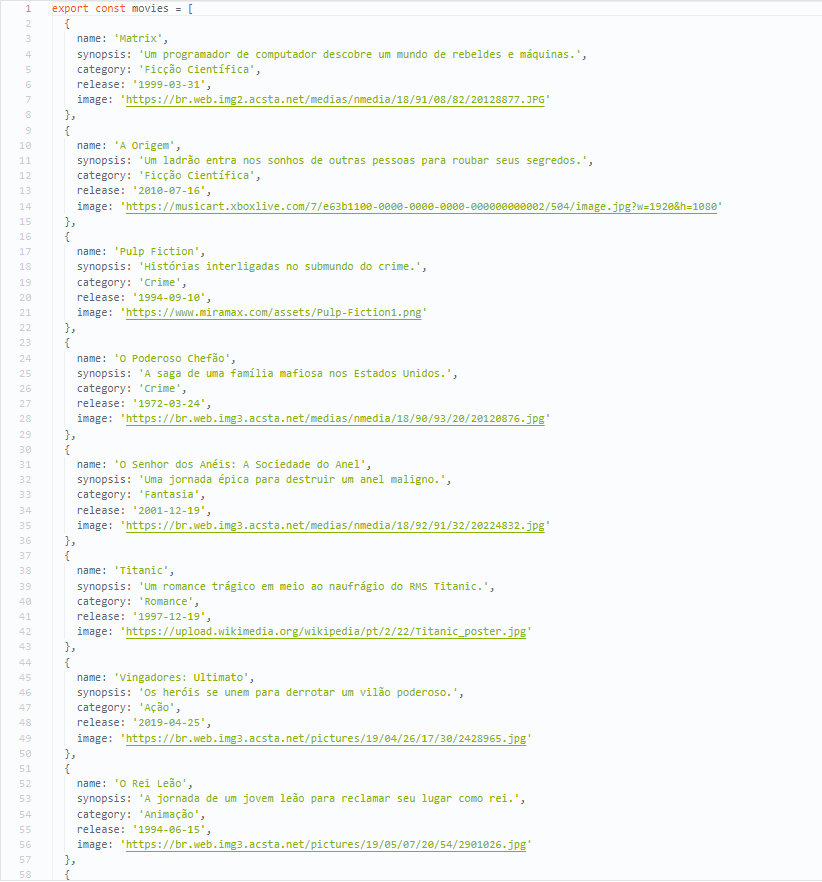 1 export const movies = [
2 {
3 name: 'Matrix',
4 synopsis: 'Um programador de computador descobre um mundo de rebeldes e máquinas.',
5 category: 'Ficção Científica',
6 release: '1999-03-31',
7 image: 'https://br.web.img2.acsta.net/medias/nmedia/18/91/08/82/20128877.JPG'
8 },
9 {
10 name: 'A Origem',
11 synopsis: 'Um ladrão entra nos sonhos de outras pessoas para roubar seus segredos.',
12 category: 'Ficção Científica',
13 release: '2010-07-16',
14 image: 'https://musicart.xboxlive.com/7/e63b1100-0000-0000-0000-000000000002/504/image.jpg?w=1920&h=1080'
15 },
16 {
17 name: 'Pulp Fiction',
18 synopsis: 'Histórias interligadas no submundo do crime.',
19 category: 'Crime',
20 release: '1994-09-10',
21 image: 'https://www.miramax.com/assets/Pulp-Fiction1.png'
22 },
23 {
24 name: 'O Poderoso Chefão',
25 synopsis: 'A saga de uma família mafiosa nos Estados Unidos.',
26 category: 'Crime',
27 release: '1972-03-24',
28 image: 'https://br.web.img3.acsta.net/medias/nmedia/18/90/93/20/20120876.jpg'
29 },
30 {
31 name: 'O Senhor dos Anéis: A Sociedade do Anel',
32 synopsis: 'Uma jornada épica para destruir um anel maligno.',
33 category: 'Fantasia',
34 release: '2001-12-19',
35 image: 'https://br.web.img3.acsta.net/medias/nmedia/18/92/91/32/20224832.jpg'
36 },
37 {
38 name: 'Titanic',
39 synopsis: 'Um romance trágico em meio ao naufrágio do RMS Titanic.',
40 category: 'Romance',
41 release: '1997-12-19',
42 image: 'https://upload.wikimedia.org/wikipedia/pt/2/22/Titanic_poster.jpg'
43 },
44 {
45 name: 'Vingadores: Ultimato',
46 synopsis: 'Os heróis se unem para derrotar um vilão poderoso.',
47 category: 'Ação',
48 release: '2019-04-25',
49 image: 'https://br.web.img3.acsta.net/pictures/19/04/26/17/30/2428965.jpg'
50 },
51 {
52 name: 'O Rei Leão',
53 synopsis: 'A jornada de um jovem leão para reclamar seu lugar como rei.',
54 category: 'Animação',
55 release: '1994-06-15',
56 image: 'https://br.web.img3.acsta.net/pictures/19/05/07/20/54/2901026.jpg'
57 },
58 {